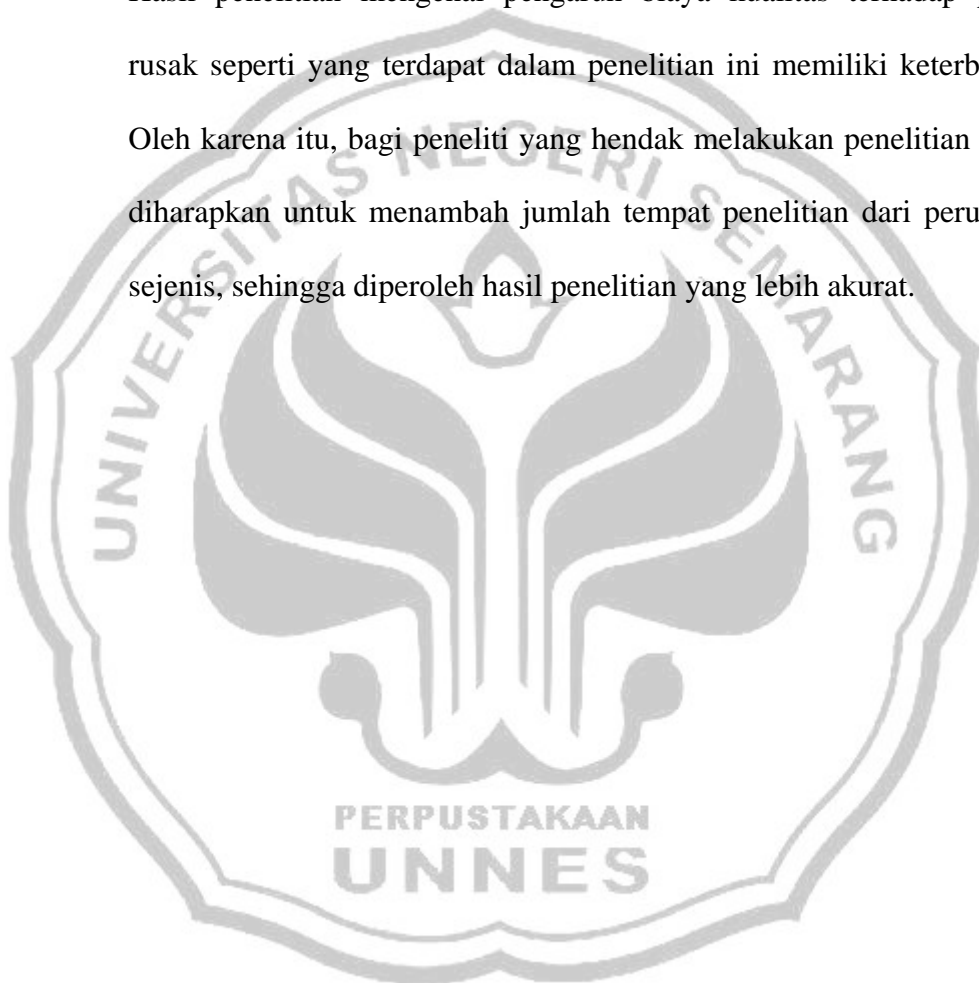 Hasil penelitian mengenai pengaruh biaya kualitas terhadap
rusak seperti yang terdapat dalam penelitian ini memiliki
Oleh karena itu, bagi peneliti yang hendak melakukan penelitian
diharapkan untuk menambah jumlah tempat penelitian dari
sejenis, sehingga diperoleh hasil penelitian yang lebih akurat.
UNIVERSITAS NEGERI SEMARANG
PERPUSTAKAAN
UNNES